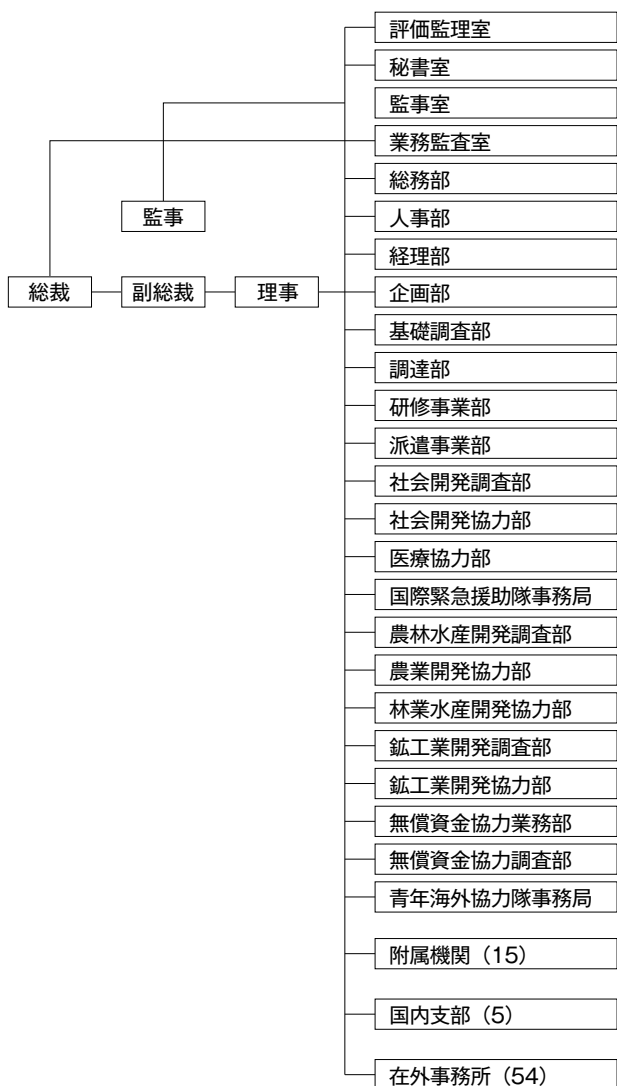 評価監理室
秘書室
監事室
業務監査室
総務部
監事
人事部
経理部
総裁
副総裁
理事
企画部
基礎調査部
調達部
研修事業部
派遣事業部
社会開発調査部
社会開発協力部
医療協力部
国際緊急援助隊事務局
農林水産開発調査部
農業開発協力部
林業水産開発協力部
鉱工業開発調査部
鉱工業開発協力部
無償資金協力業務部
無償資金協力調査部
青年海外協力隊事務局
附属機関（15）
国内支部（5）
在外事務所（54）